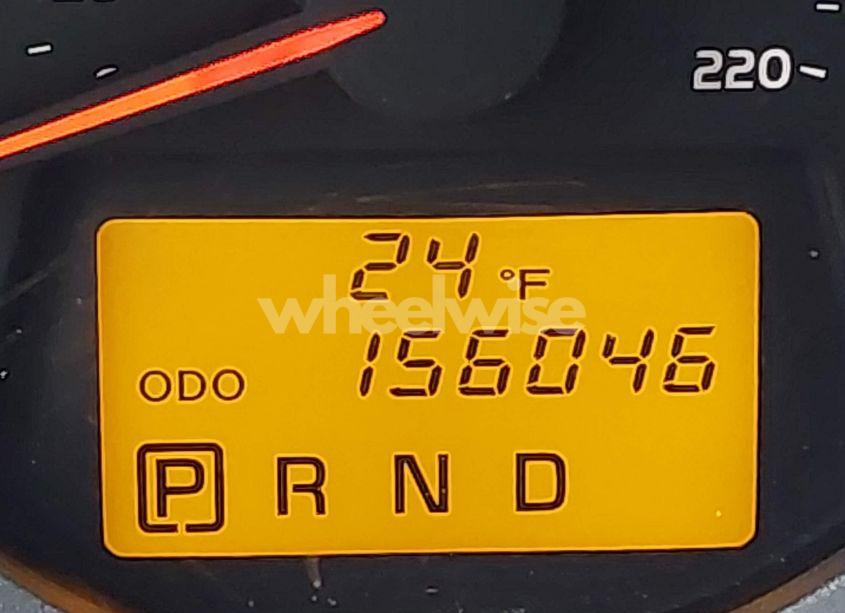 220
24 °F
wheelwise
ODO 156046
P R N D